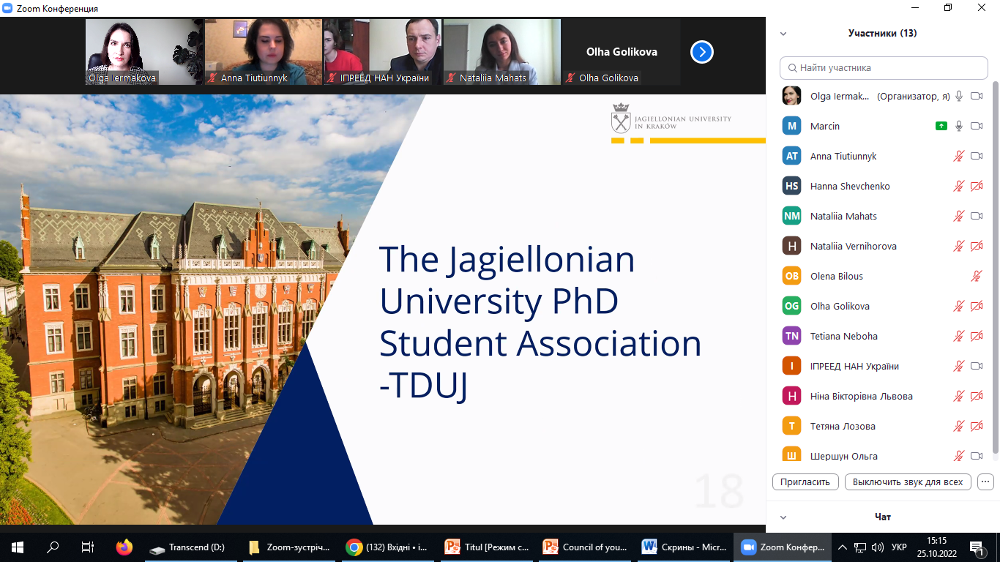 Zoom Конференция
Olga Iermakova
Anna Tiutiunnyk
ІПРЕЕД НАН України
Nataliia Mahats
Olha Golikova
Olha Golikova
JAGIELLONIAN UNIVERSITY
IN KRAKÓW
The Jagiellonian
University PhD
Student Association
-TDUJ
18
Участники (13)
Найти участника
Olga Iermak... (Организатор, я)
M Marcin
AT Anna Tiutiunnyk
HS Hanna Shevchenko
NM Nataliia Mahats
H Nataliia Vernihorova
OB Olena Bilous
OG Olha Golikova
TN Tetiana Neboha
І ІПРЕЕД НАН України
Н Ніна Вікторівна Львова
Т Тетяна Лозова
Ш Шершун Ольга
Пригласить
Выключить звук для всех
...
Чат
Transcend (D:)
Zoom-зустріч...
(132) Вхідні • i...
Titul [Режим с...
Council of you...
Скрины - Micr...
Zoom Конфер...
УКР
15:15
25.10.2022
1